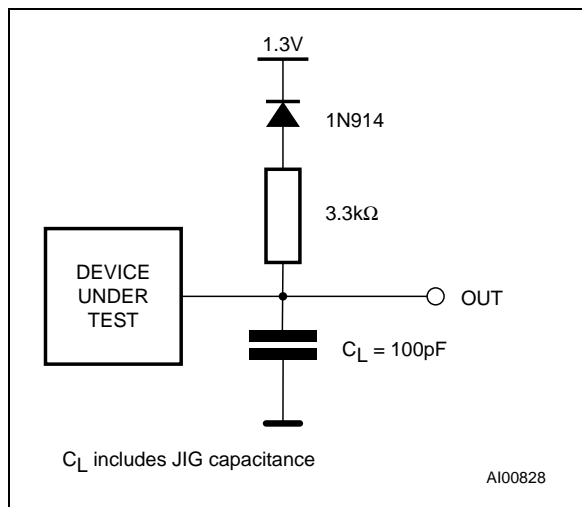 1.3V
1N914
3.3kΩ
DEVICE
UNDER
TEST
OUT
CL = 100pF
CL includes JIG capacitance
AI00828